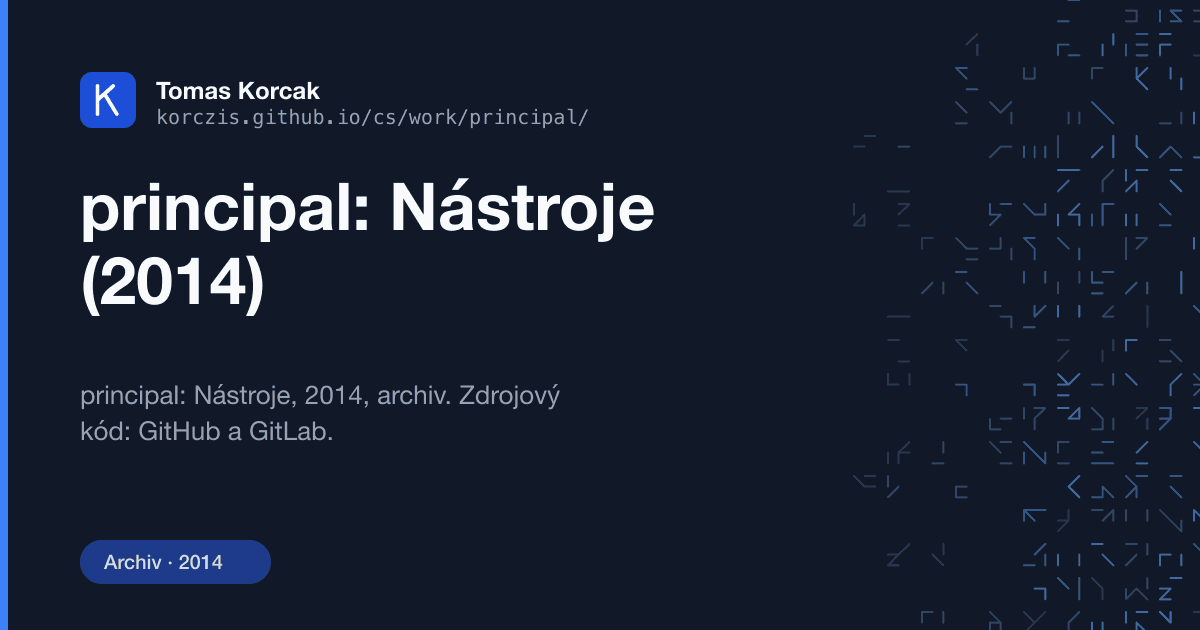 K
Tomas Korcak
korczis.github.io/cs/work/principal/
principal: Nástroje
(2014)
principal: Nástroje, 2014, archiv. Zdrojový
kód: GitHub a GitLab.
Archiv · 2014